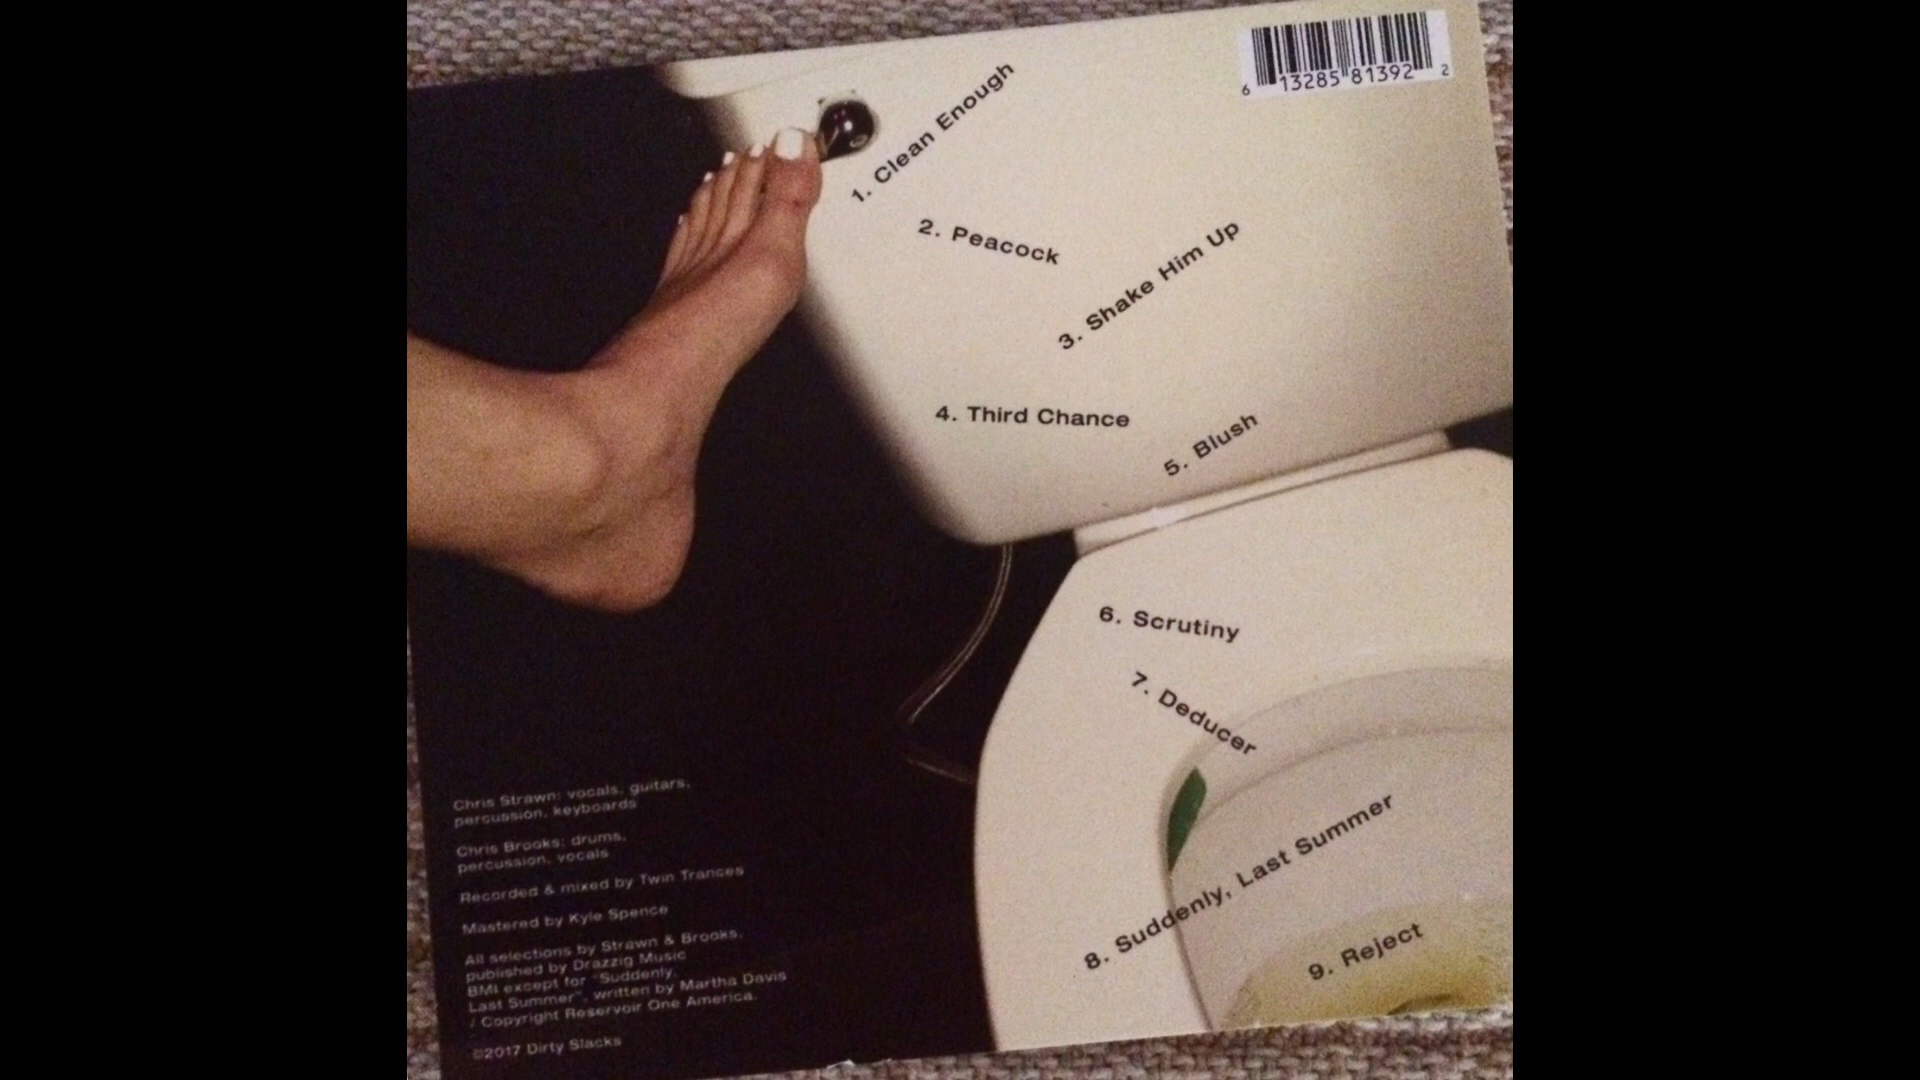 6 13285 81392 2
1. Clean Enough
2. Peacock
3. Shake Him Up
4. Third Chance
5. Blush
6. Scrutiny
7. Deducer
8. Suddenly, Last Summer
9. Reject
Chris Strawn: vocals, guitars,
percussion, keyboards
Chris Brooks: drums,
percussion, vocals
Recorded & mixed by Twin Trances
Mastered by Kyle Spence
All selections by Strawn & Brooks,
published by Drazzig Music
BMI except for "Suddenly,
Last Summer", written by Martha Davis
/ Copyright Reservoir One America.
©2017 Dirty Slacks